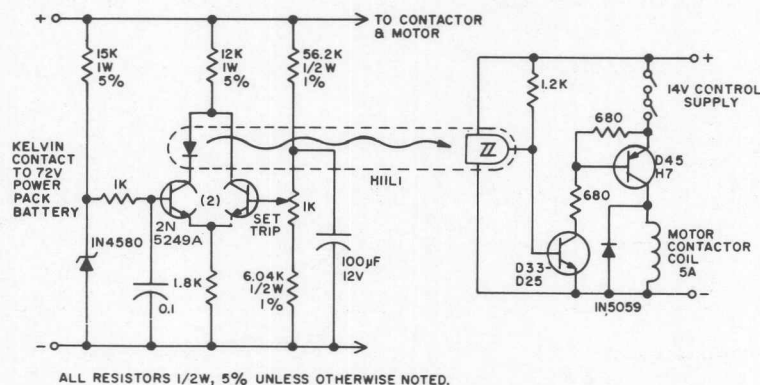 +
TO CONTACTOR
& MOTOR
15K
1W
5%
12K
1W
5%
56.2K
1/2W
1%
+
1.2K
14V CONTROL
SUPPLY
680
KELVIN
CONTACT
TO 72V
POWER
PACK
BATTERY
D45
H7
H11L1
1K
(2)
680
2N
5249A
SET
TRIP
1K
1N4580
100µF
12V
MOTOR
CONTACTOR
COIL
5A
D33-
D25
0.1
1.8K
6.04K
1/2W
1%
1N5059
-
-
ALL RESISTORS 1/2W, 5% UNLESS OTHERWISE NOTED.